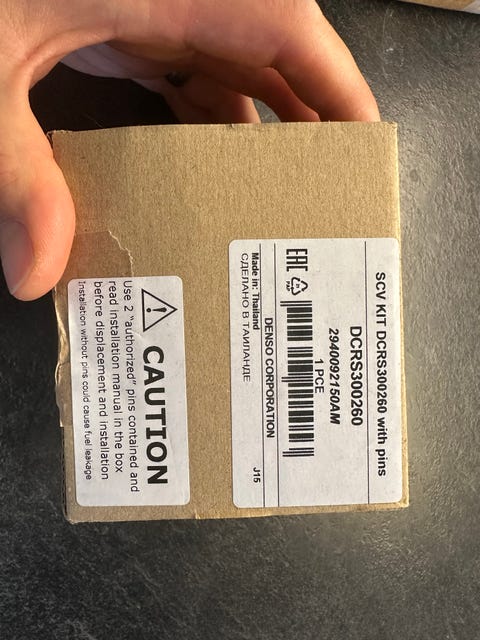 SCV KIT DCRS300260 with pins
DCRS300260
2940092150AM
1 PCE
EAC
PAP
DENSO CORPORATION
Made in: Thailand
СДЕЛАНО В ТАИЛАНДЕ
J15
CAUTION
Use 2 "authorized" pins contained and
read installation manual in the box
before displacement and installation
Installation without pins could cause fuel leakage